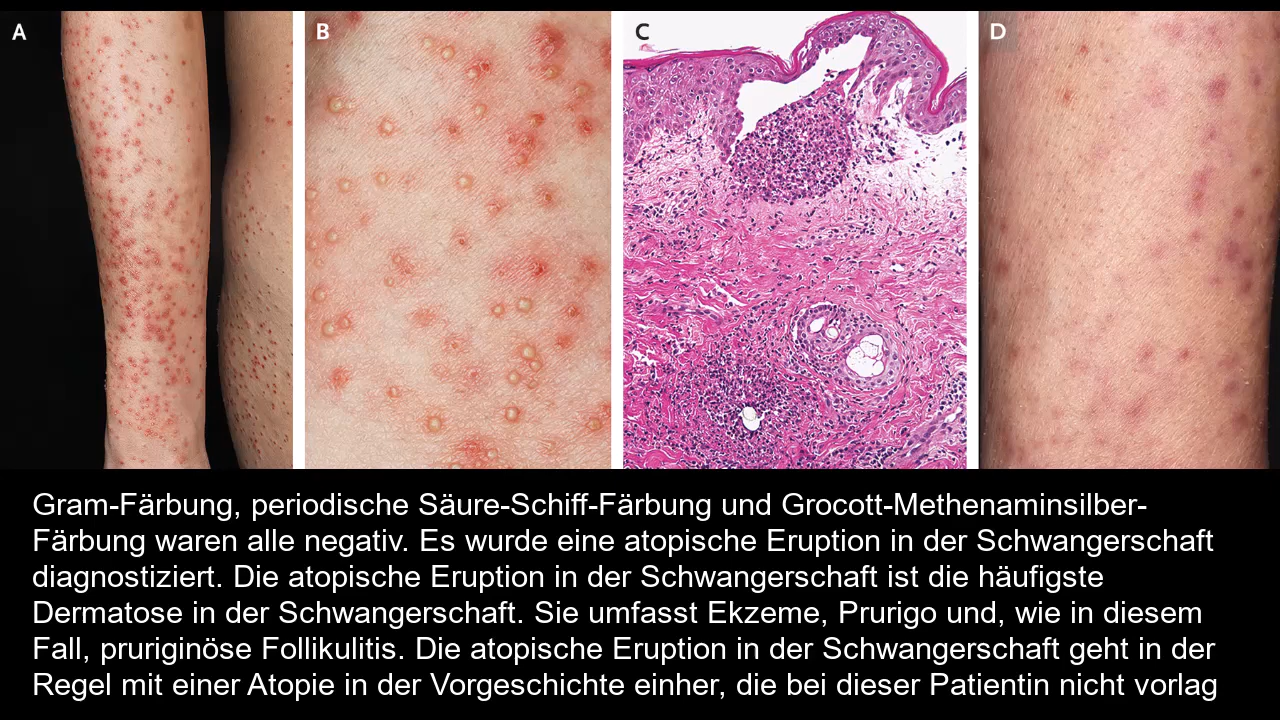 A
B
C
D
Gram-Färbung, periodische Säure-Schiff-Färbung und Grocott-Methenaminsilber-
Färbung waren alle negativ. Es wurde eine atopische Eruption in der Schwangerschaft
diagnostiziert. Die atopische Eruption in der Schwangerschaft ist die häufigste
Dermatose in der Schwangerschaft. Sie umfasst Ekzeme, Prurigo und, wie in diesem
Fall, pruriginöse Follikulitis. Die atopische Eruption in der Schwangerschaft geht in der
Regel mit einer Atopie in der Vorgeschichte einher, die bei dieser Patientin nicht vorlag